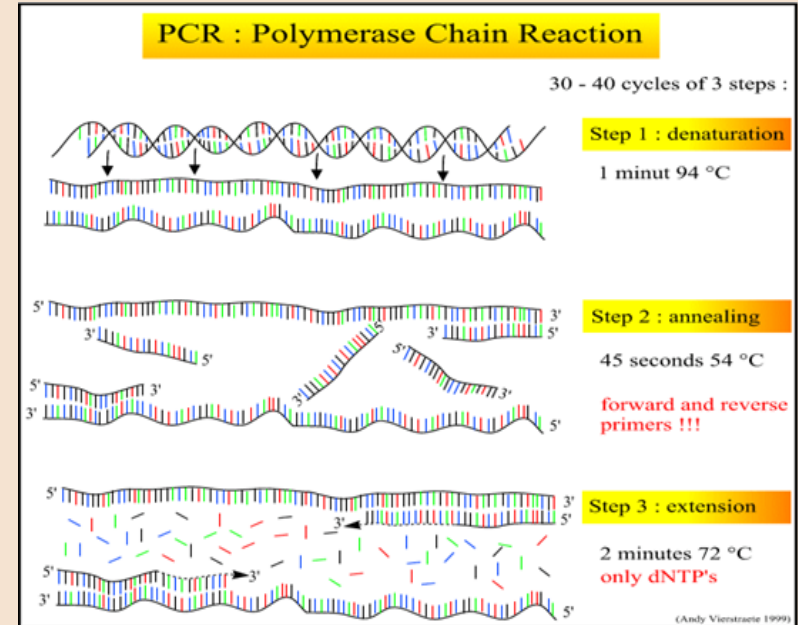 PCR : Polymerase Chain Reaction
30 - 40 cycles of 3 steps :
Step 1 : denaturation
1 minut 94 °C
Step 2 : annealing
5' 3'
3' 5' 5' 3' 5'
45 seconds 54 °C
5'
5' 3' 3' 3'
forward and reverse
primers !!!
3' 5'
Step 3 : extension
5' 3'
3' 5'
2 minutes 72 °C
only dNTP's
5' 3'
3' 5'
(Andy Vierstraete 1999)